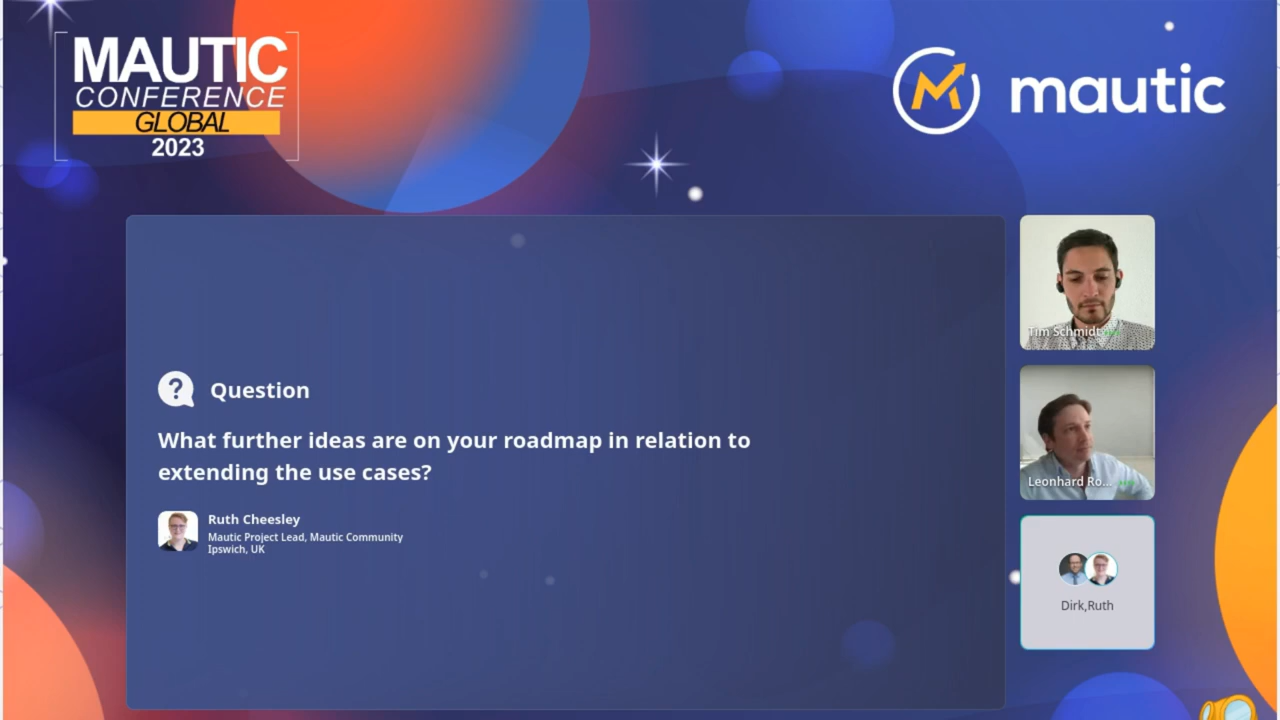 MAUTIC
CONFERENCE
GLOBAL
2023
mautic
Question
What further ideas are on your roadmap in relation to
extending the use cases?
Ruth Cheesley
Mautic Project Lead, Mautic Community
Ipswich, UK
Tim Schmidt
Leonhard Ro...
Dirk,Ruth